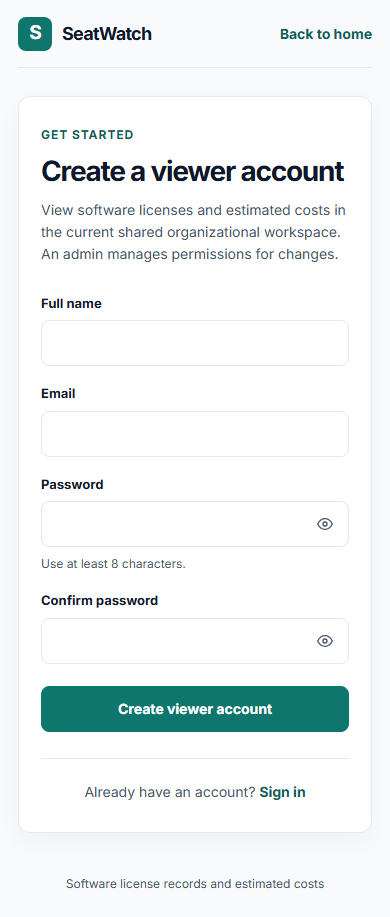 S SeatWatch Back to home
GET STARTED
Create a viewer account
View software licenses and estimated costs in
the current shared organizational workspace.
An admin manages permissions for changes.
Full name
Email
Password
Use at least 8 characters.
Confirm password
Create viewer account
Already have an account? Sign in
Software license records and estimated costs